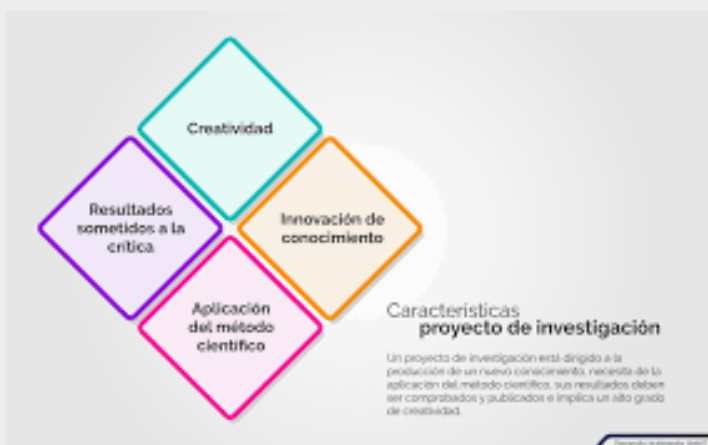 Creatividad
Resultados
sometidos a la
crítica
Innovación de
conocimiento
Aplicación
del método
científico
Características
proyecto de investigación
Un proyecto de investigación está dirigido a la
producción de un nuevo conocimiento, necesita de la
aplicación del método científico, sus resultados deben
ser comprobados y publicados e implica un alto grado
de creatividad.